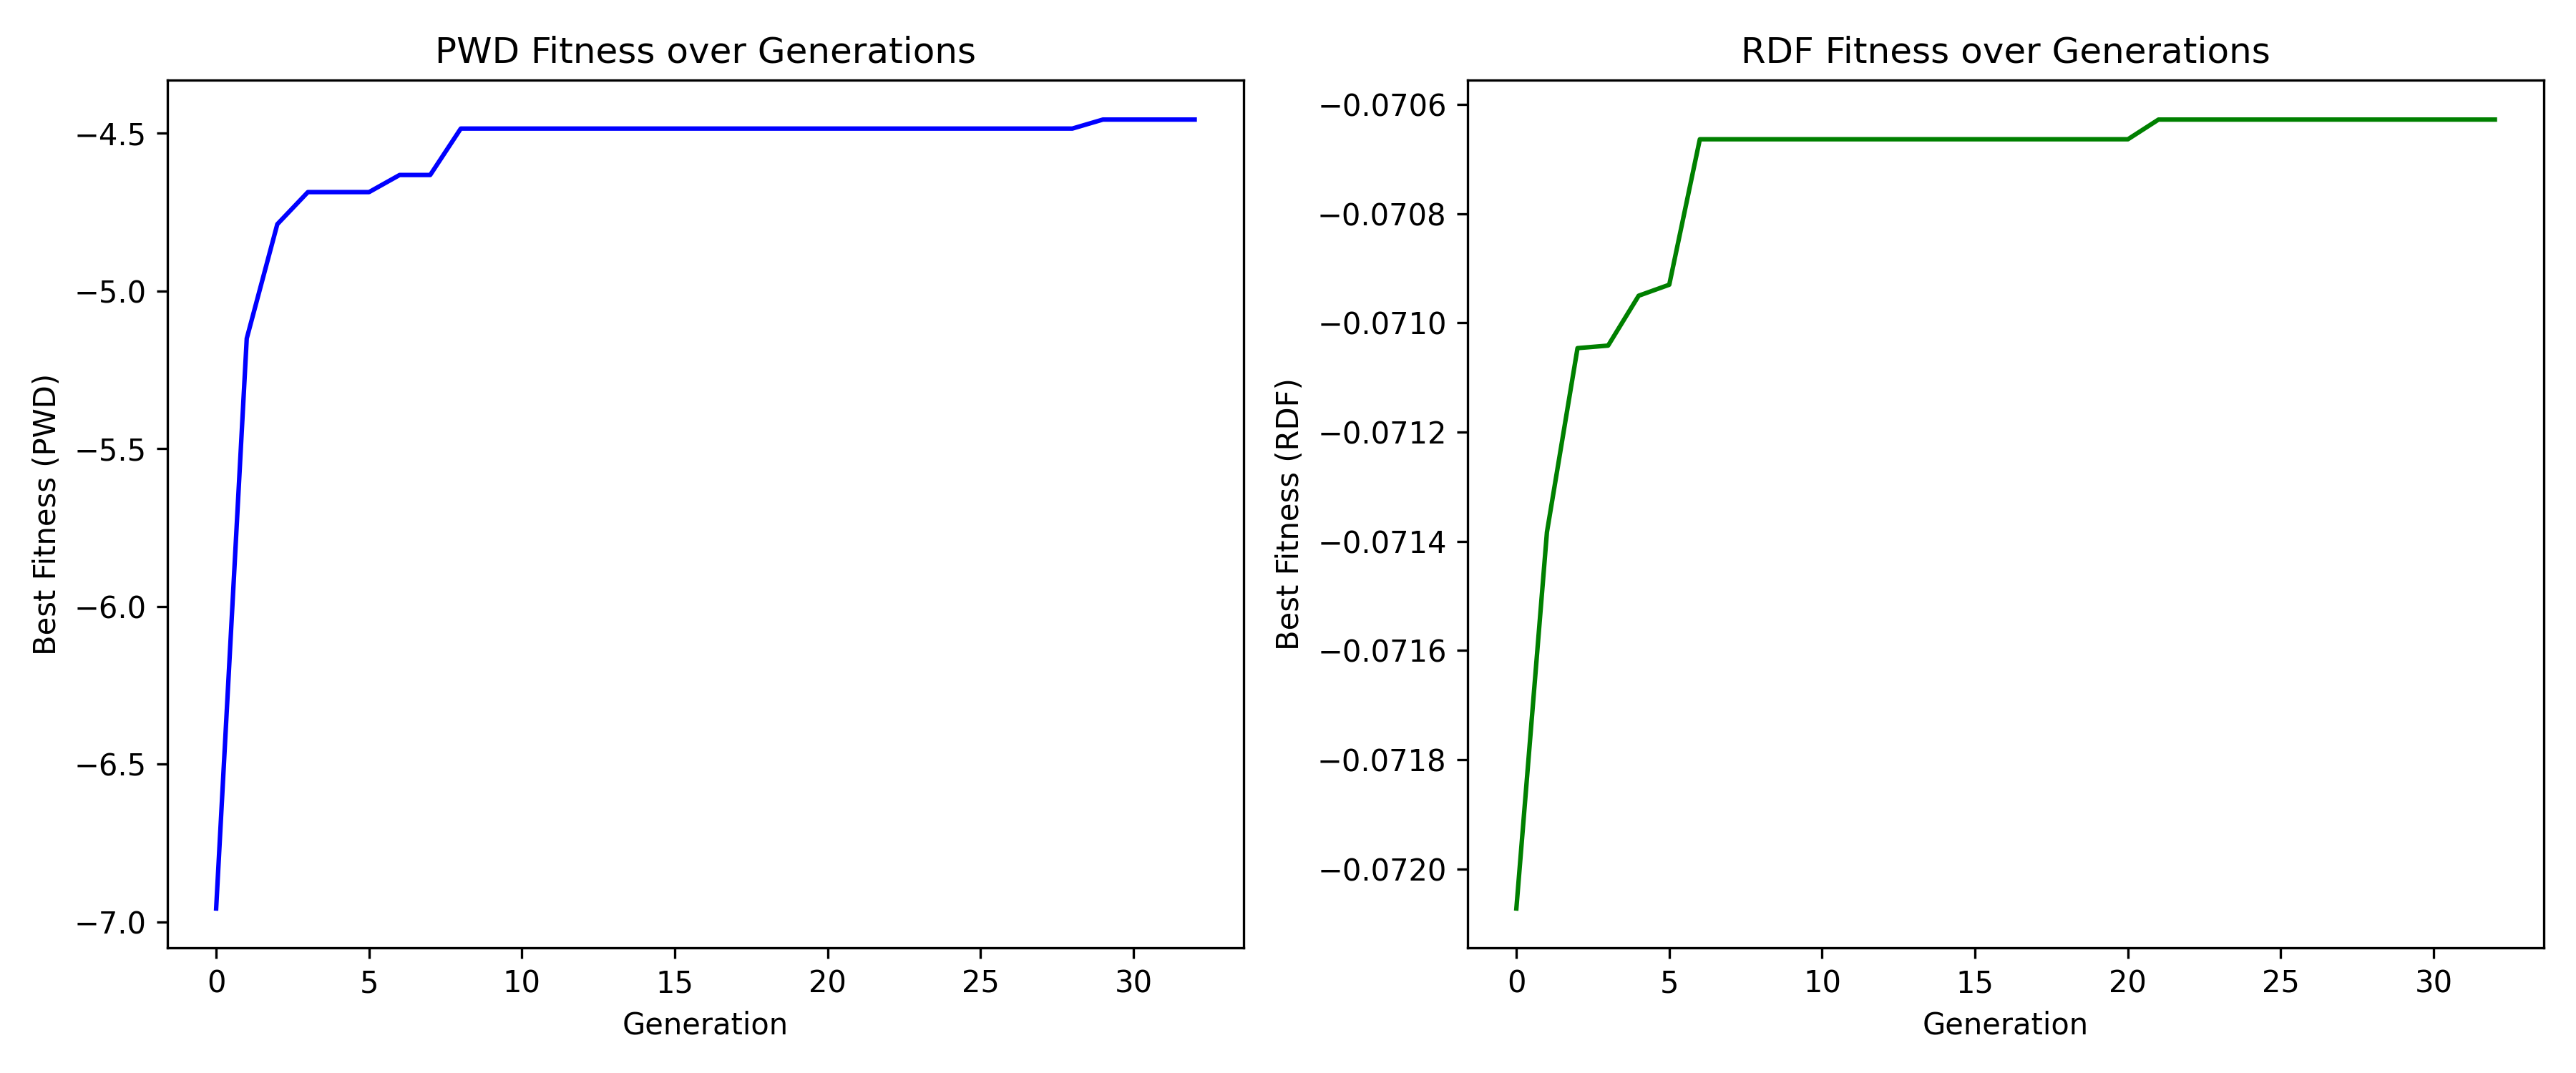 PWD Fitness over Generations
Best Fitness (PWD)
−4.5
−5.0
−5.5
−6.0
−6.5
−7.0
0 5 10 15 20 25 30
Generation
RDF Fitness over Generations
Best Fitness (RDF)
−0.0706
−0.0708
−0.0710
−0.0712
−0.0714
−0.0716
−0.0718
−0.0720
0 5 10 15 20 25 30
Generation